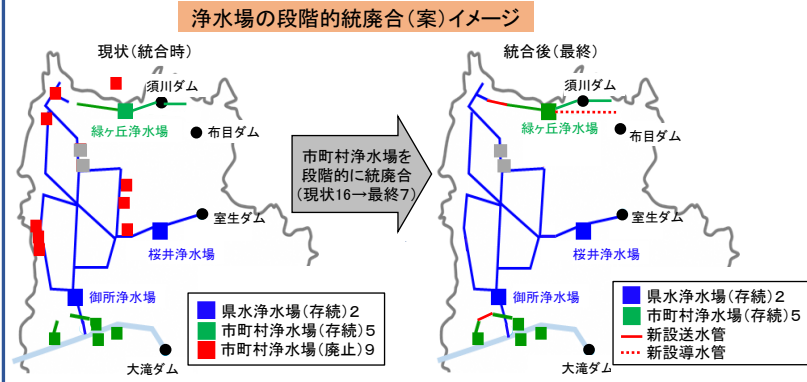 浄水場の段階的統廃合(案)イメージ
現状(統合時)
須川ダム
緑ヶ丘浄水場
布目ダム
室生ダム
桜井浄水場
御所浄水場
大滝ダム
県水浄水場(存続)2
市町村浄水場(存続)5
市町村浄水場(廃止)9
市町村浄水場を
段階的に統廃合
(現状16→最終7)
統合後(最終)
須川ダム
緑ヶ丘浄水場
布目ダム
室生ダム
桜井浄水場
御所浄水場
大滝ダム
県水浄水場(存続)2
市町村浄水場(存続)5
新設送水管
新設導水管